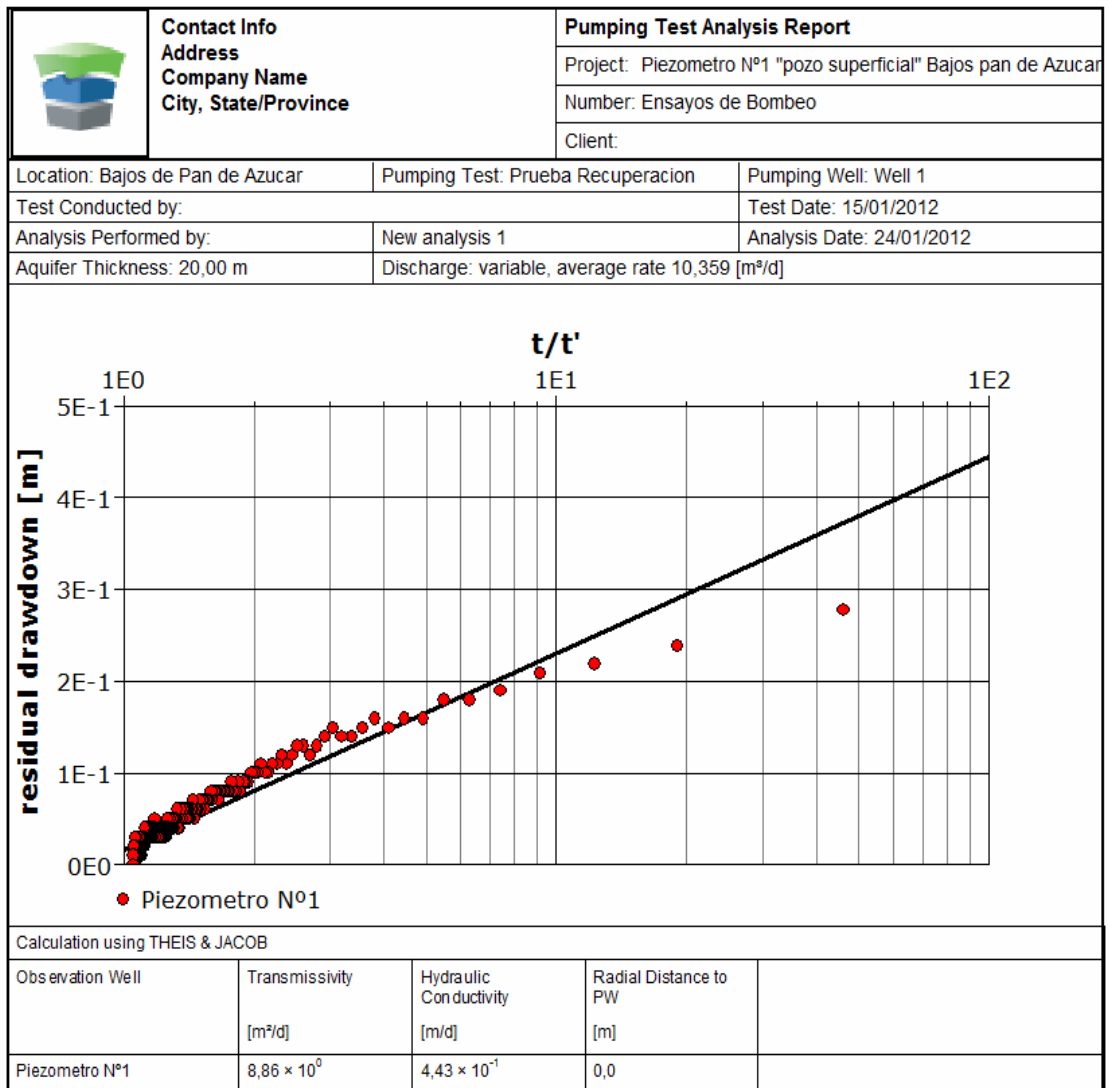 Contact Info
Address
Company Name
City, State/Province
Pumping Test Analysis Report
Project: Piezometro Nº1 "pozo superficial" Bajos pan de Azucar
Number: Ensayos de Bombeo
Client:
Location: Bajos de Pan de Azucar
Pumping Test: Prueba Recuperacion
Pumping Well: Well 1
Test Conducted by:
Test Date: 15/01/2012
Analysis Performed by:
New analysis 1
Analysis Date: 24/01/2012
Aquifer Thickness: 20,00 m
Discharge: variable, average rate 10,359 [m³/d]
t/t'
1E0
1E1
1E2
5E-1
4E-1
3E-1
2E-1
1E-1
0E0
residual drawdown [m]
Piezometro Nº1
Calculation using THEIS & JACOB
Observation Well
Transmissivity
[m²/d]
Hydraulic
Conductivity
[m/d]
Radial Distance to
PW
[m]
Piezometro Nº1
8,86 × 10⁰
4,43 × 10⁻¹
0,0